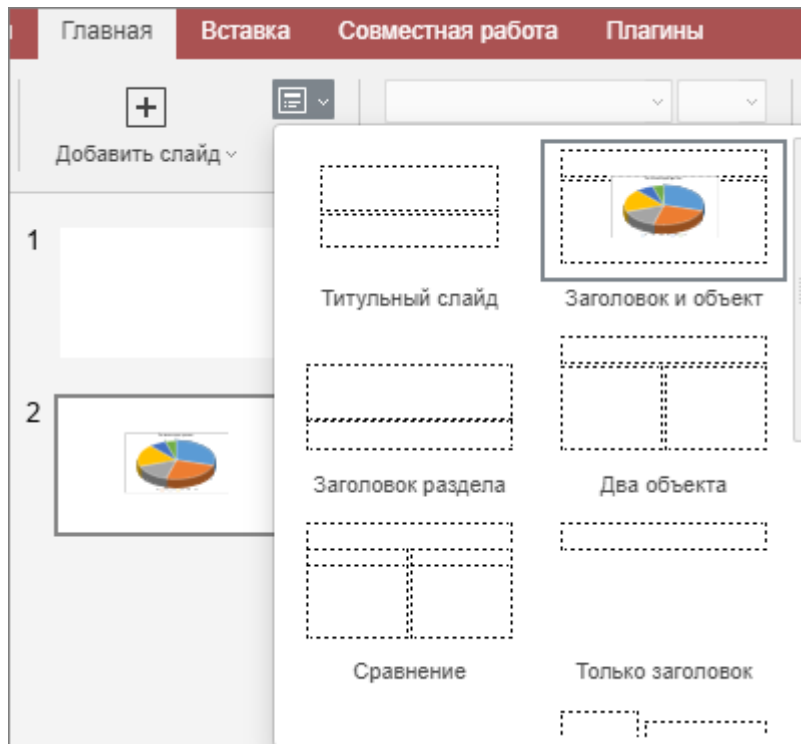 Главная Вставка Совместная работа Плагины
Добавить слайд
1
2
Титульный слайд Заголовок и объект
Заголовок раздела Два объекта
Сравнение Только заголовок